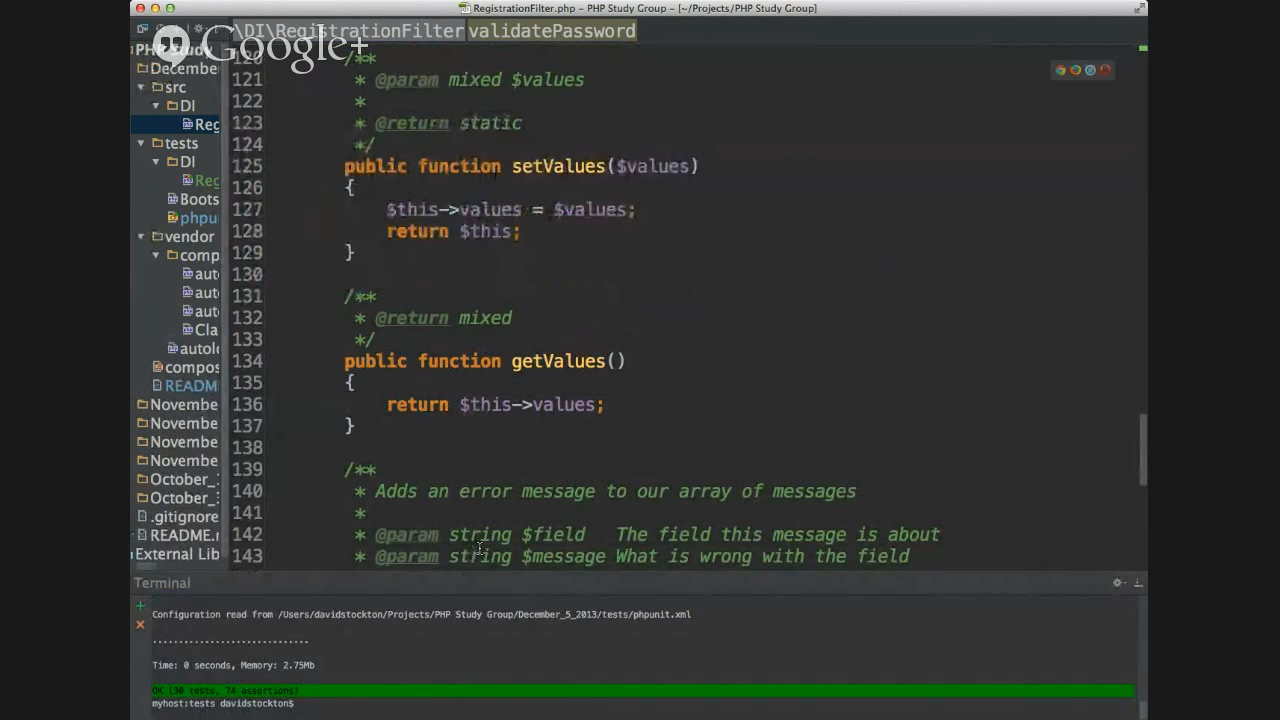 RegistrationFilter.php - PHP Study Group - [~/Projects/PHP Study Group]
\DI\RegistrationFilter validatePassword
Google+
PHP Study
Decembe
src
DI
Reg
tests
DI
Reg
Boots
phpu
vendor
comp
auto
auto
auto
Cla
autolo
compos
README
Novembe
Novembe
Novembe
Novembe
October_
October_
.gitignore
README.r
External Lib
120 /**
121 * @param mixed $values
122 *
123 * @return static
124 */
125 public function setValues($values)
126 {
127 $this->values = $values;
128 return $this;
129 }
130
131 /**
132 * @return mixed
133 */
134 public function getValues()
135 {
136 return $this->values;
137 }
138
139 /**
140 * Adds an error message to our array of messages
141 *
142 * @param string $field The field this message is about
143 * @param string $message What is wrong with the field
Terminal
Configuration read from /Users/davidstockton/Projects/PHP Study Group/December_5_2013/tests/phpunit.xml
..............................
Time: 0 seconds, Memory: 2.75Mb
OK (30 tests, 74 assertions)
myhost:tests davidstockton$